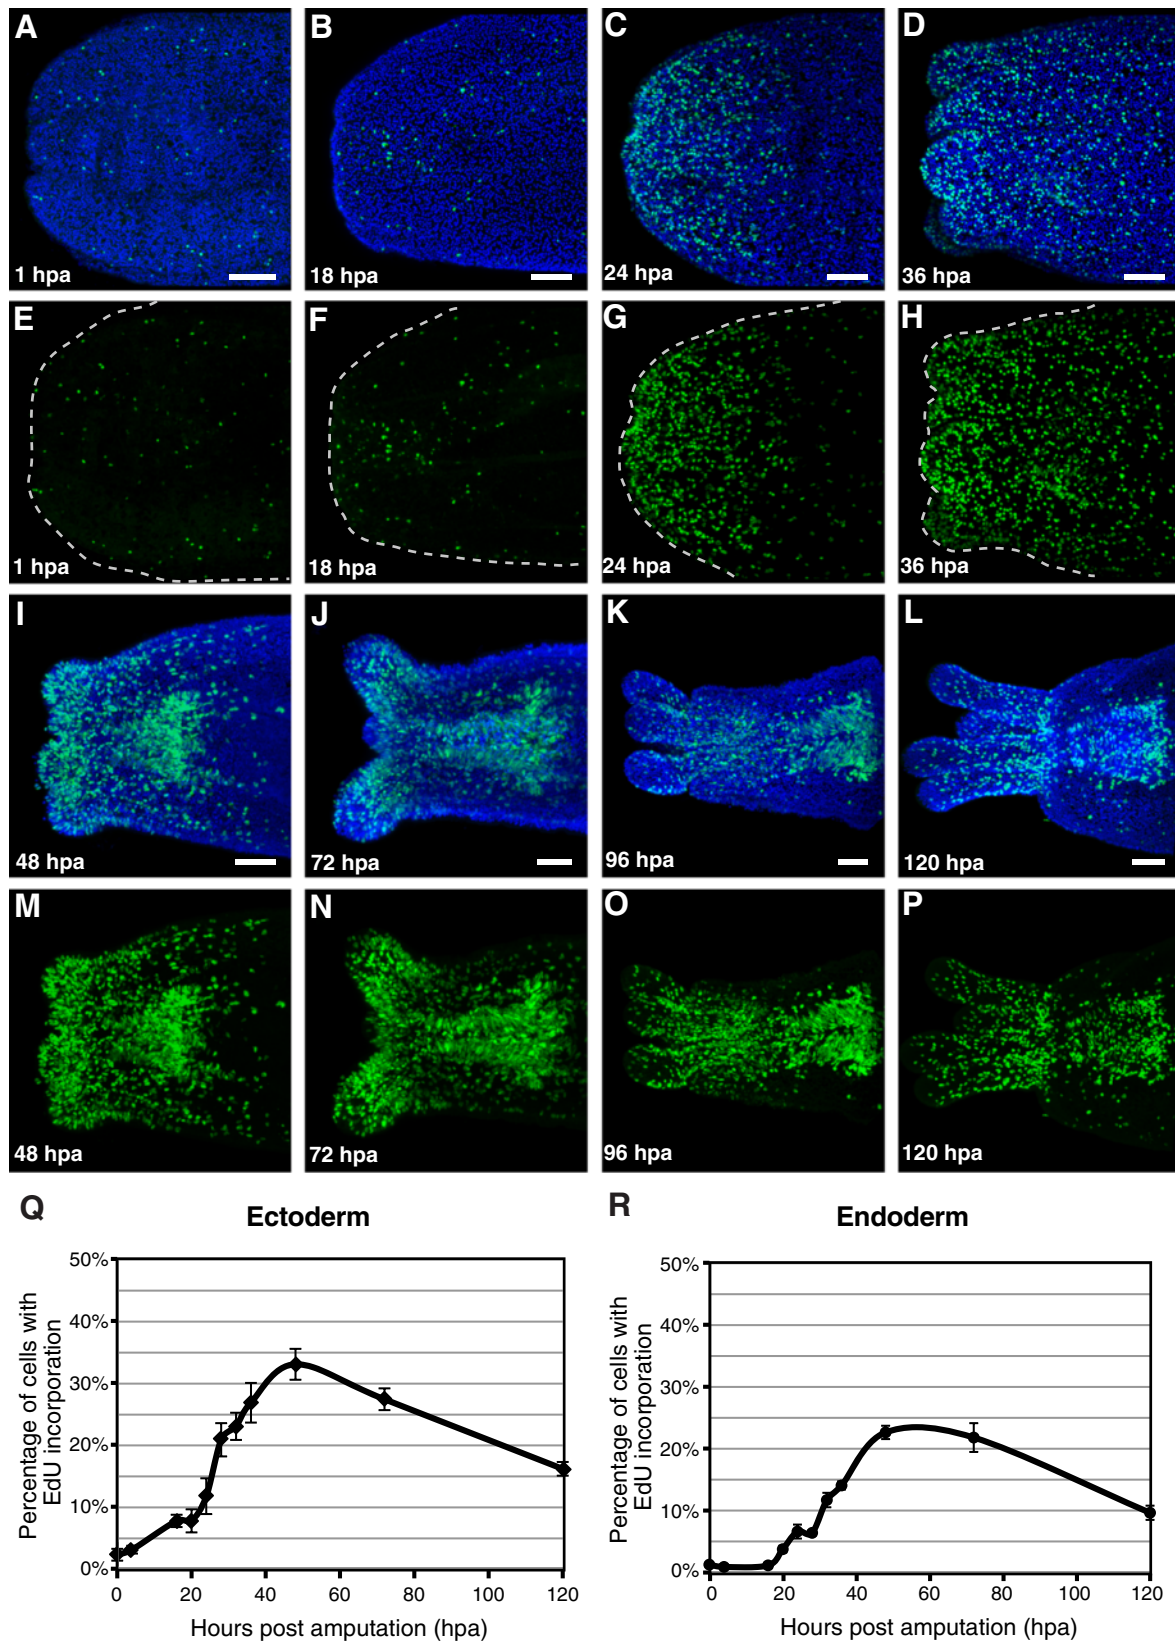 A
B
C
D
1 hpa
18 hpa
24 hpa
36 hpa
E
F
G
H
1 hpa
18 hpa
24 hpa
36 hpa
I
J
K
L
48 hpa
72 hpa
96 hpa
120 hpa
M
N
O
P
48 hpa
72 hpa
96 hpa
120 hpa
Q
Ectoderm
Percentage of cells with
EdU incorporation
50%
40%
30%
20%
10%
0%
0 20 40 60 80 100 120
Hours post amputation (hpa)
R
Endoderm
Percentage of cells with
EdU incorporation
50%
40%
30%
20%
10%
0%
0 20 40 60 80 100 120
Hours post amputation (hpa)